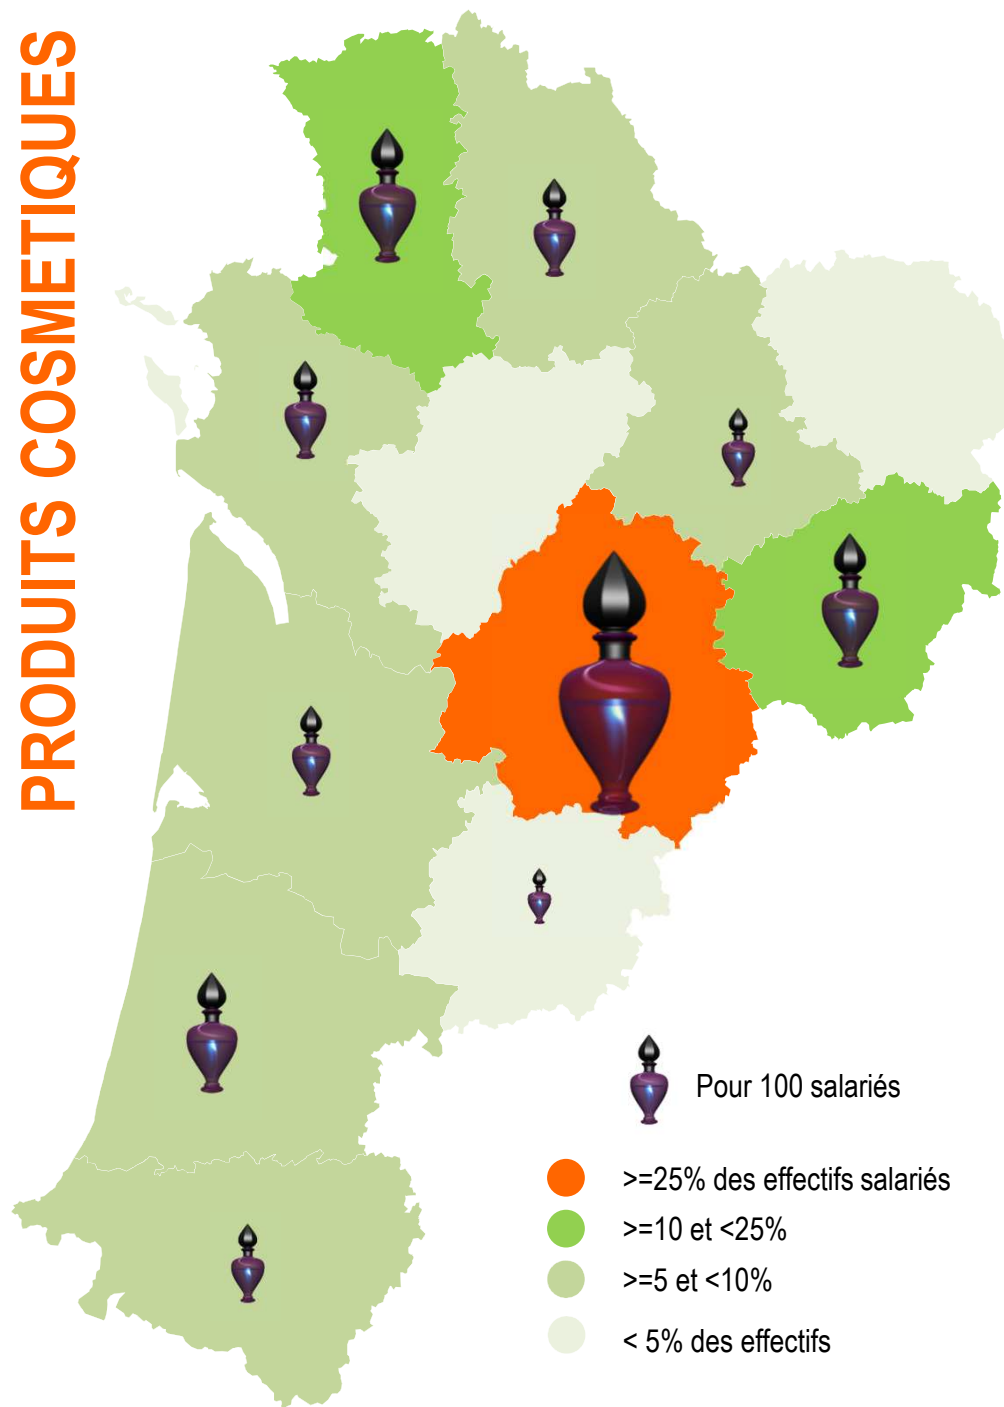 PRODUITS COSMETIQUES
Pour 100 salariés
>=25% des effectifs salariés
>=10 et <25%
>=5 et <10%
< 5% des effectifs